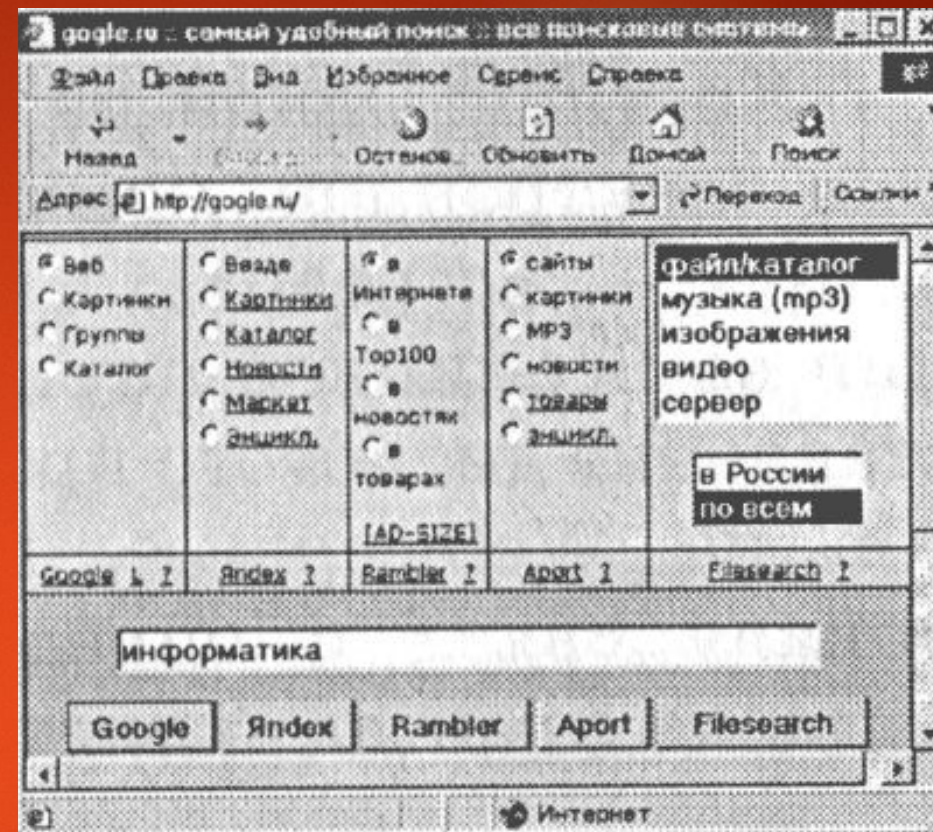 gogle.ru :: самый удобный поиск :: все поисковые системы
Файл Правка Вид Избранное Сервис Справка
Назад Останов. Обновить Домой Поиск
Адрес http://gogle.ru/ Переход Ссылки
Веб
Картинки
Группы
Каталог
Везде
Картинки
Каталог
Новости
Маркет
Энцикл.
в
Интернете
в
Top100
в
новостях
в
товарах
[AD-SIZE]
сайты
картинки
MP3
новости
товары
энцикл.
файл/каталог
музыка (mp3)
изображения
видео
сервер
в России
по всем
Google L ? Яndex ? Rambler ? Aport ? Filesearch ?
информатика
Google Яndex Rambler Aport Filesearch
Интернет